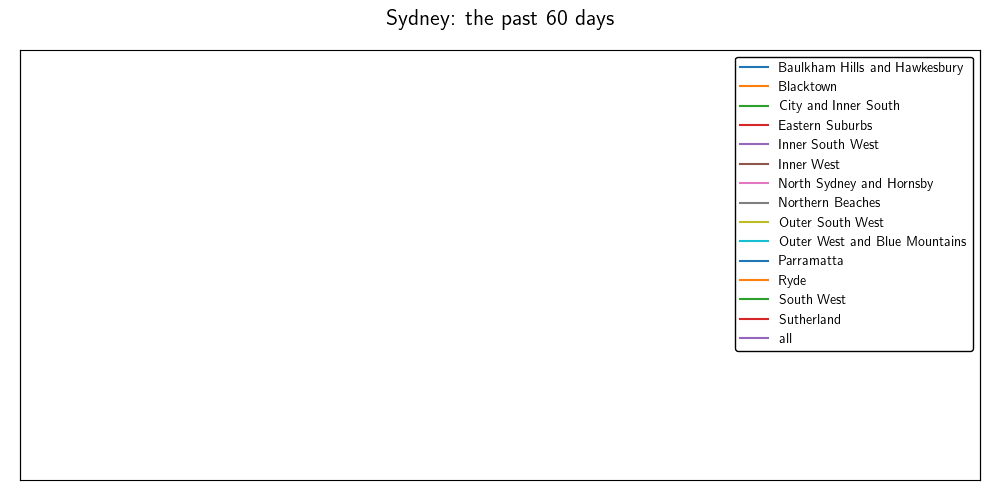 Sydney: the past 60 days
Baulkham Hills and Hawkesbury
Blacktown
City and Inner South
Eastern Suburbs
Inner South West
Inner West
North Sydney and Hornsby
Northern Beaches
Outer South West
Outer West and Blue Mountains
Parramatta
Ryde
South West
Sutherland
all